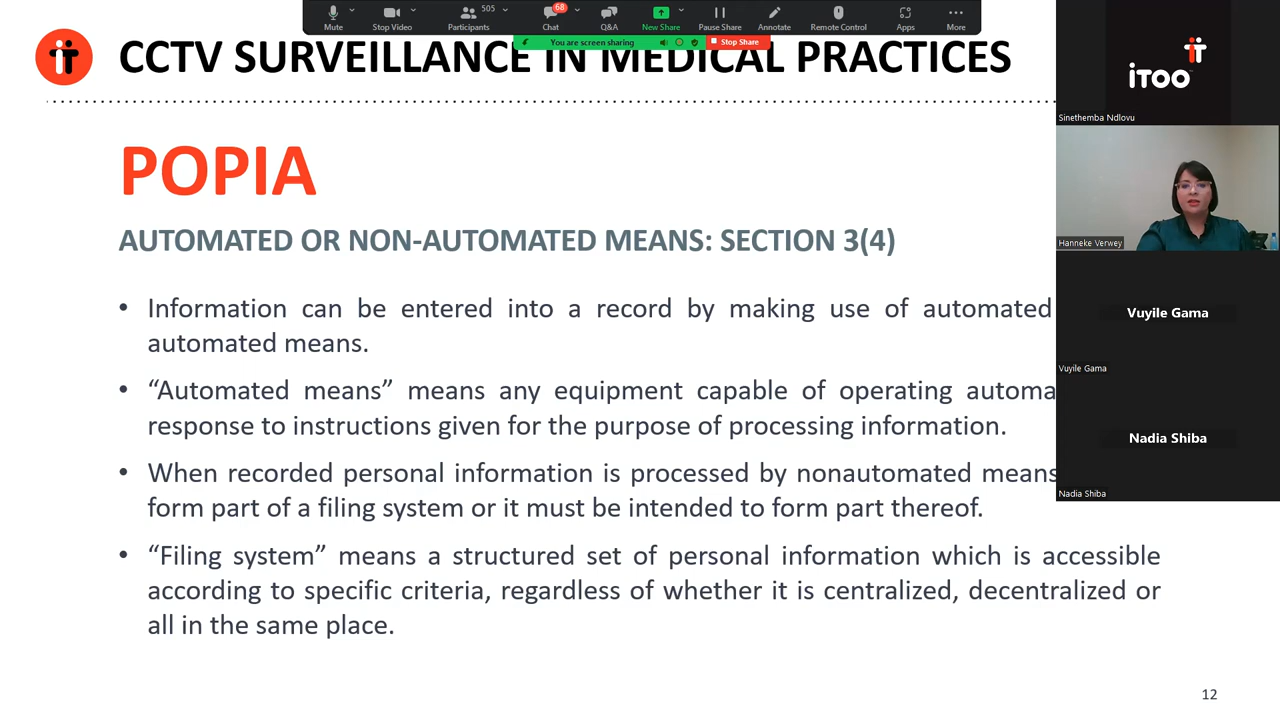 505
68
Mute
Stop Video
Participants
Chat
Q&A
New Share
Pause Share
Annotate
Remote Control
Apps
More
You are screen sharing
Stop Share
CCTV SURVEILLANCE IN MEDICAL PRACTICES
iTOO
Sinethemba Ndlovu
POPIA
AUTOMATED OR NON-AUTOMATED MEANS: SECTION 3(4)
Hanneke Verwey
• Information can be entered into a record by making use of automated
automated means.
Vuyile Gama
Vuyile Gama
• “Automated means” means any equipment capable of operating automa
response to instructions given for the purpose of processing information.
Nadia Shiba
Nadia Shiba
• When recorded personal information is processed by nonautomated means
form part of a filing system or it must be intended to form part thereof.
• “Filing system” means a structured set of personal information which is accessible
according to specific criteria, regardless of whether it is centralized, decentralized or
all in the same place.
12